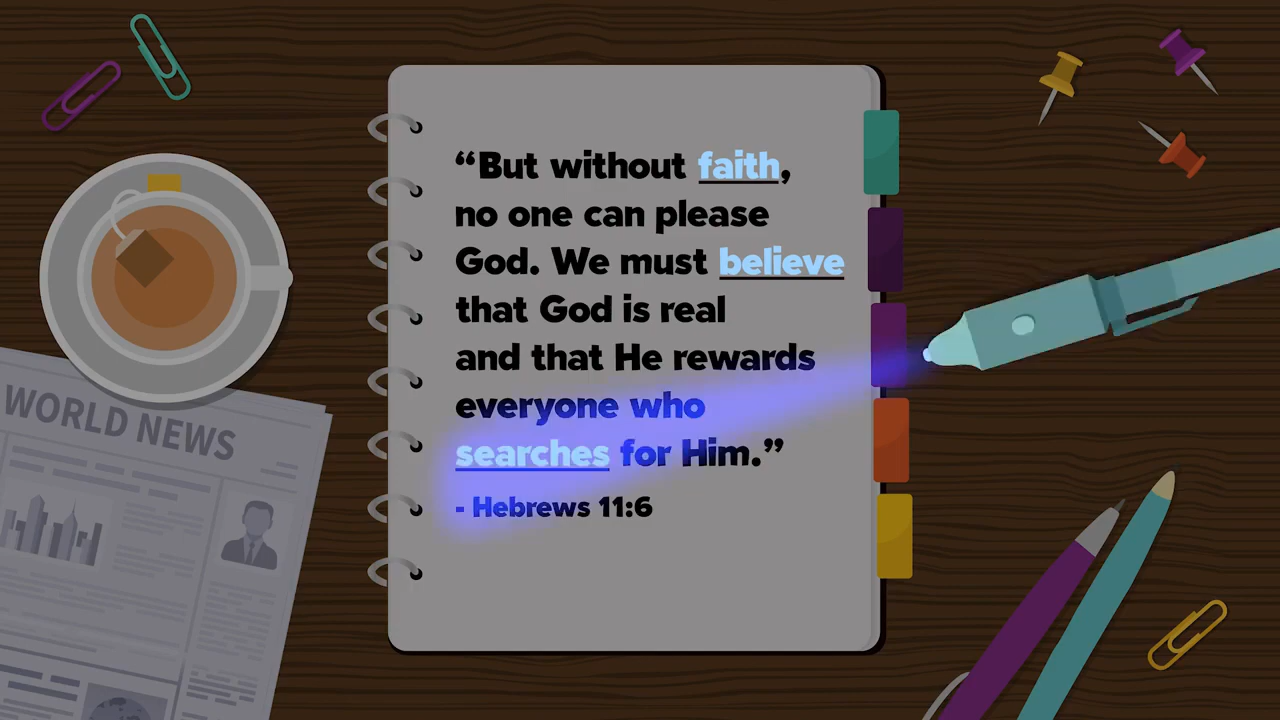 “But without faith,
no one can please
God. We must believe
that God is real
and that He rewards
everyone who
searches for Him.”
- Hebrews 11:6
WORLD NEWS